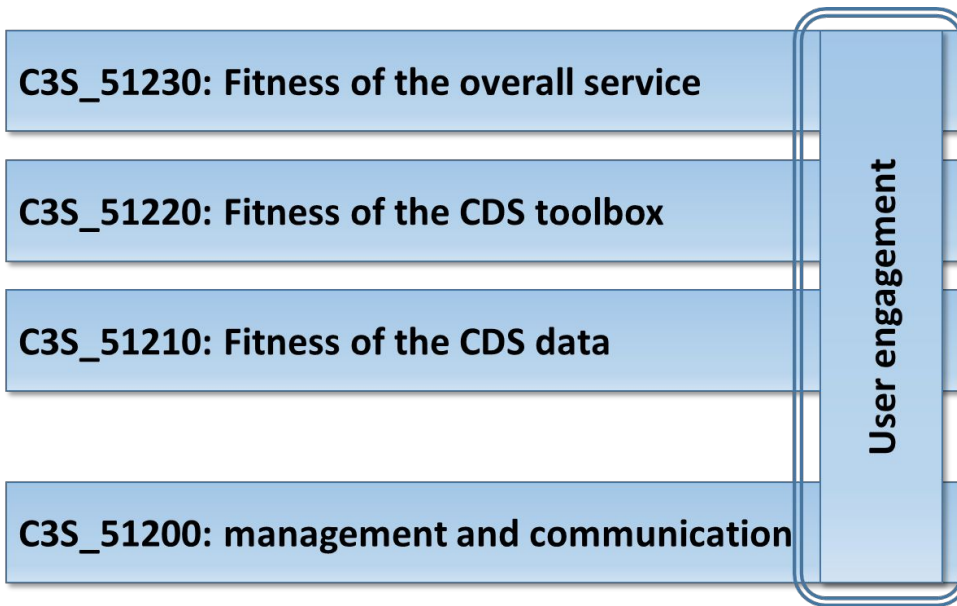 C3S_51230: Fitness of the overall service
C3S_51220: Fitness of the CDS toolbox
C3S_51210: Fitness of the CDS data
C3S_51200: management and communication
User engagement